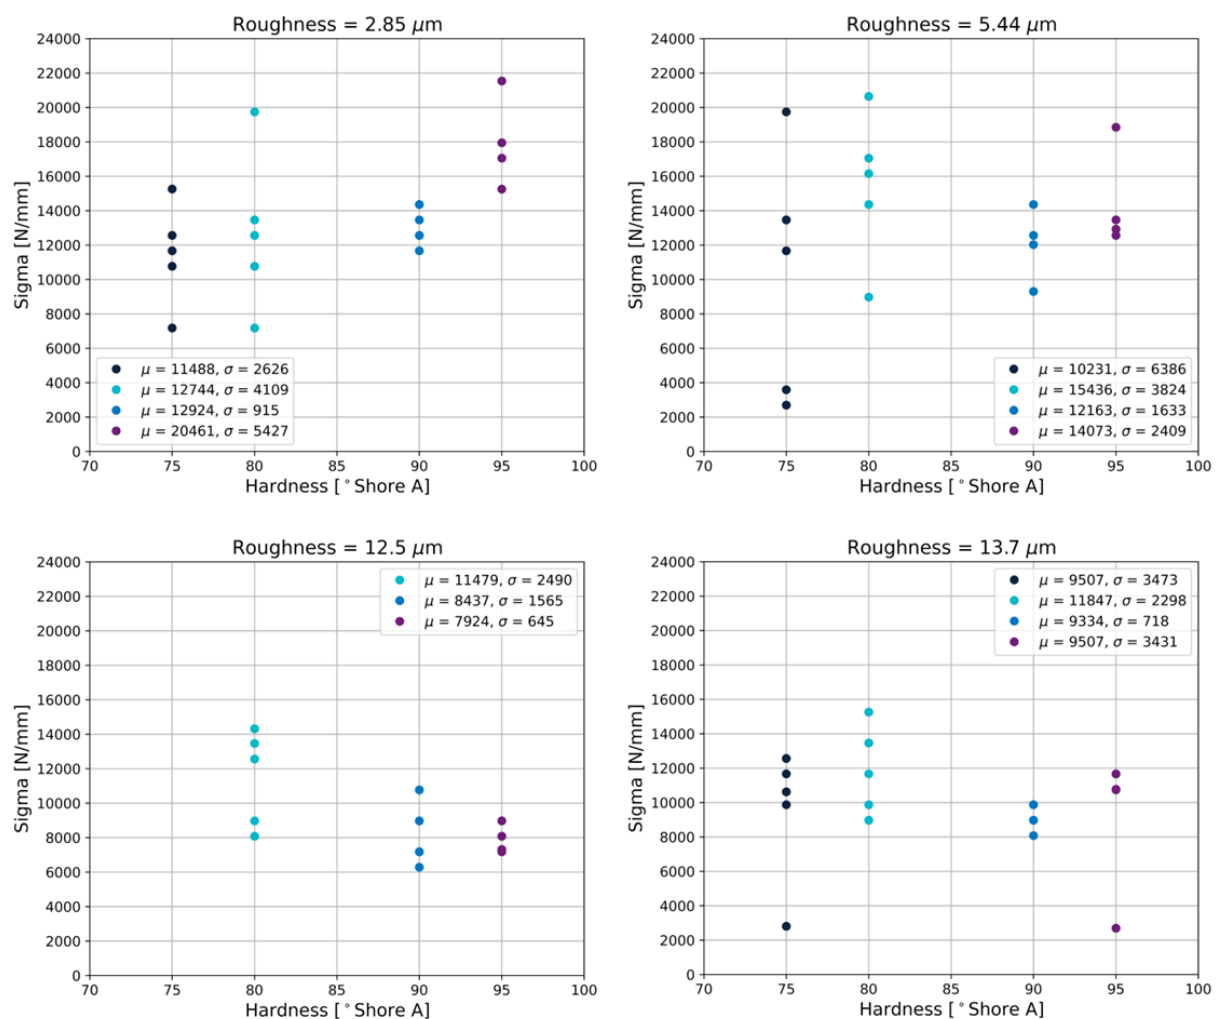 Roughness = 2.85 μm
24000
22000
20000
18000
16000
14000
12000
10000
8000
6000
4000
2000
0
Sigma [N/mm]
μ = 11488, σ = 2626
μ = 12744, σ = 4109
μ = 12924, σ = 915
μ = 20461, σ = 5427
70 75 80 85 90 95 100
Hardness [°Shore A]
Roughness = 5.44 μm
24000
22000
20000
18000
16000
14000
12000
10000
8000
6000
4000
2000
0
Sigma [N/mm]
μ = 10231, σ = 6386
μ = 15436, σ = 3824
μ = 12163, σ = 1633
μ = 14073, σ = 2409
70 75 80 85 90 95 100
Hardness [°Shore A]
Roughness = 12.5 μm
24000
22000
20000
18000
16000
14000
12000
10000
8000
6000
4000
2000
0
Sigma [N/mm]
μ = 11479, σ = 2490
μ = 8437, σ = 1565
μ = 7924, σ = 645
70 75 80 85 90 95 100
Hardness [°Shore A]
Roughness = 13.7 μm
24000
22000
20000
18000
16000
14000
12000
10000
8000
6000
4000
2000
0
Sigma [N/mm]
μ = 9507, σ = 3473
μ = 11847, σ = 2298
μ = 9334, σ = 718
μ = 9507, σ = 3431
70 75 80 85 90 95 100
Hardness [°Shore A]